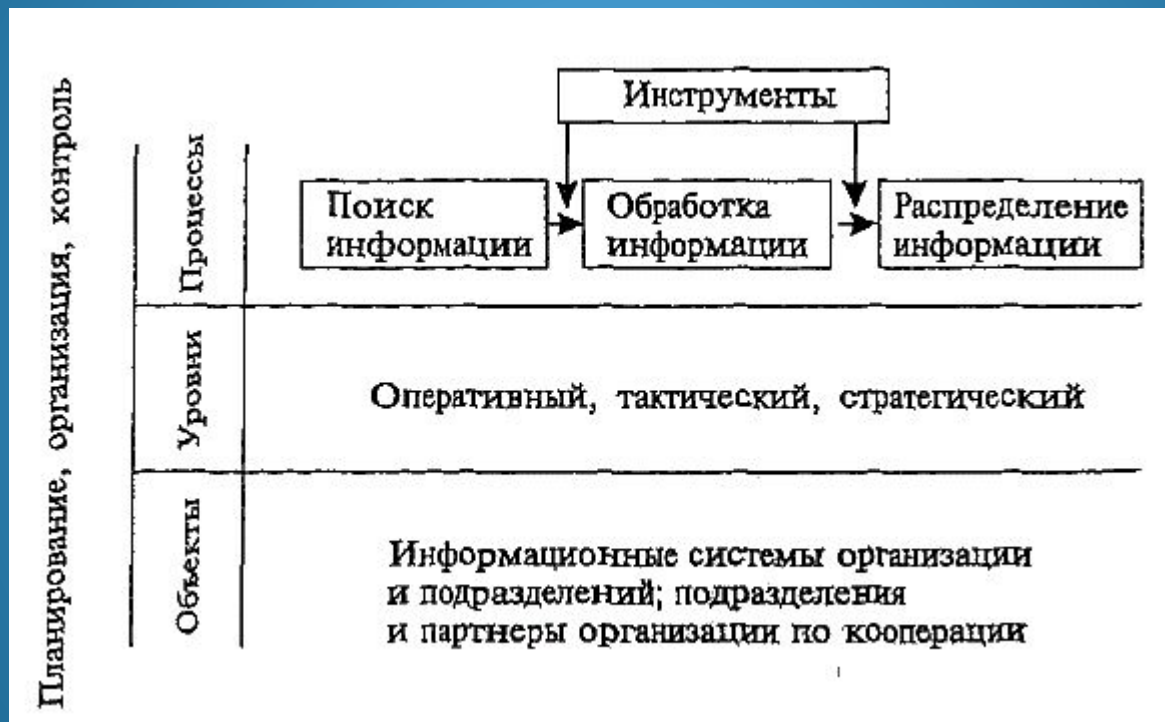 Планирование, организация, контроль
Процессы
Инструменты
Поиск
информации
Обработка
информации
Распределение
информации
Уровни
Оперативный, тактический, стратегический
Объекты
Информационные системы организации
и подразделений; подразделения
и партнеры организации по кооперации